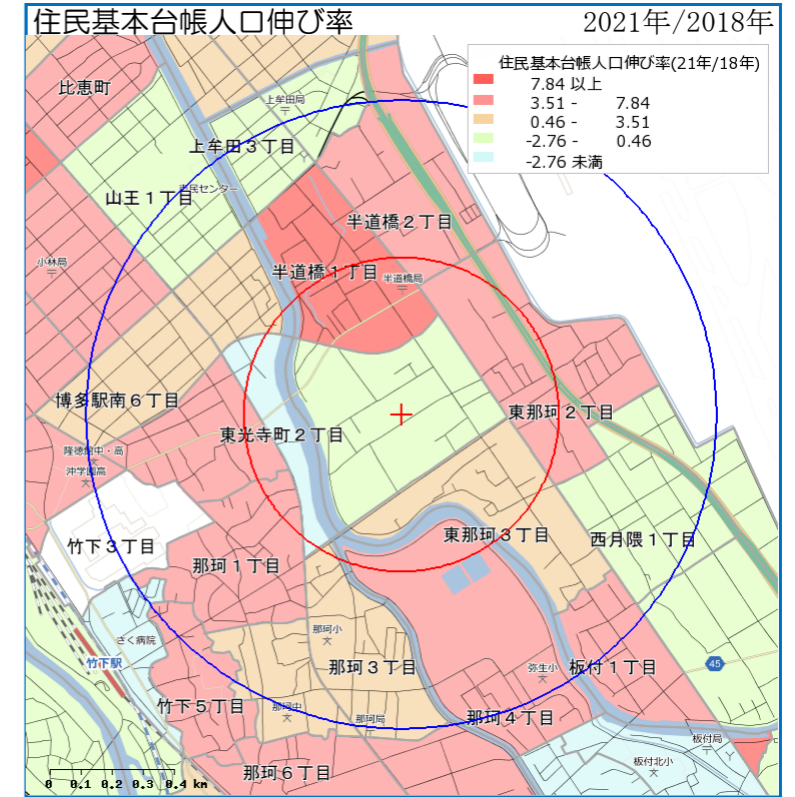 住民基本台帳人口伸び率
2021年/2018年
住民基本台帳人口伸び率(21年/18年)
7.84 以上
3.51 - 7.84
0.46 - 3.51
-2.76 - 0.46
-2.76 未満
比恵町
上牟田局
上牟田3丁目
山王1丁目
市民センター
半道橋2丁目
小林局
半道橋1丁目
半道橋局
博多駅南6丁目
東那珂2丁目
東光寺町2丁目
隆徳館中・高
沖学園高
東那珂3丁目
西月隈1丁目
竹下3丁目
那珂1丁目
那珂小
さく病院
竹下駅
那珂3丁目
弥生小
板付1丁目
45
竹下5丁目
那珂中
那珂局
那珂4丁目
板付局
板付北小
那珂6丁目
0 0.1 0.2 0.3 0.4 km